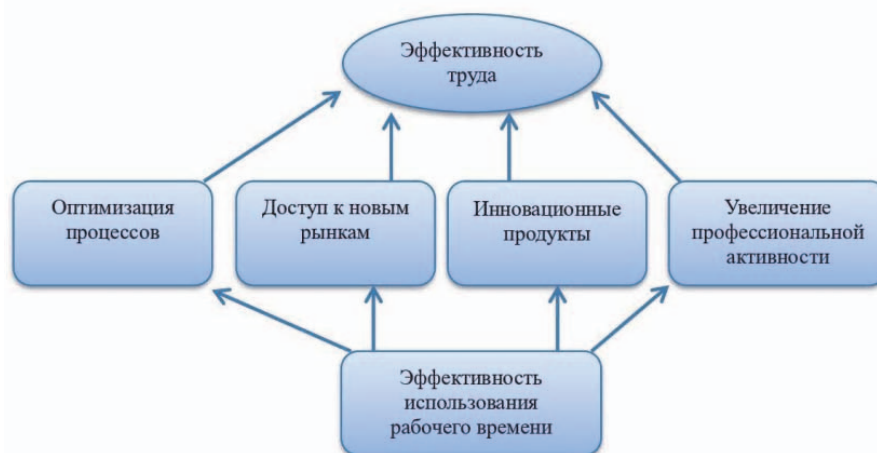 Эффективность
труда
Оптимизация
процессов
Доступ к новым
рынкам
Инновационные
продукты
Увеличение
профессиональной
активности
Эффективность
использования
рабочего времени